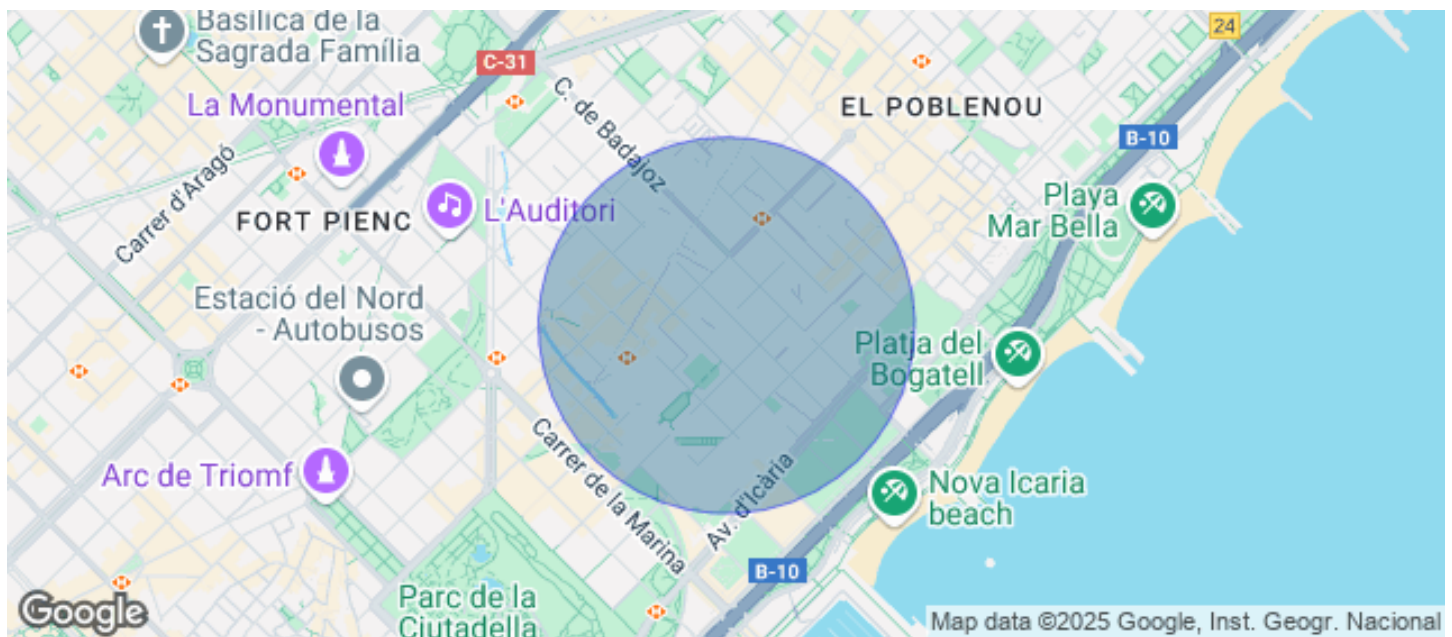 Basílica de la
Sagrada Família
24
C-31
La Monumental
C. de Badajoz
EL POBLENOU
B-10
Carrer d'Aragó
Playa
Mar Bella
FORT PIENC
L'Auditori
Estació del Nord
- Autobusos
Platja del
Bogatell
Carrer de la Marina
Arc de Triomf
Av. d'Icària
Nova Icaria
beach
B-10
Parc de la
Ciutadella
Google
Map data ©2025 Google, Inst. Geogr. Nacional